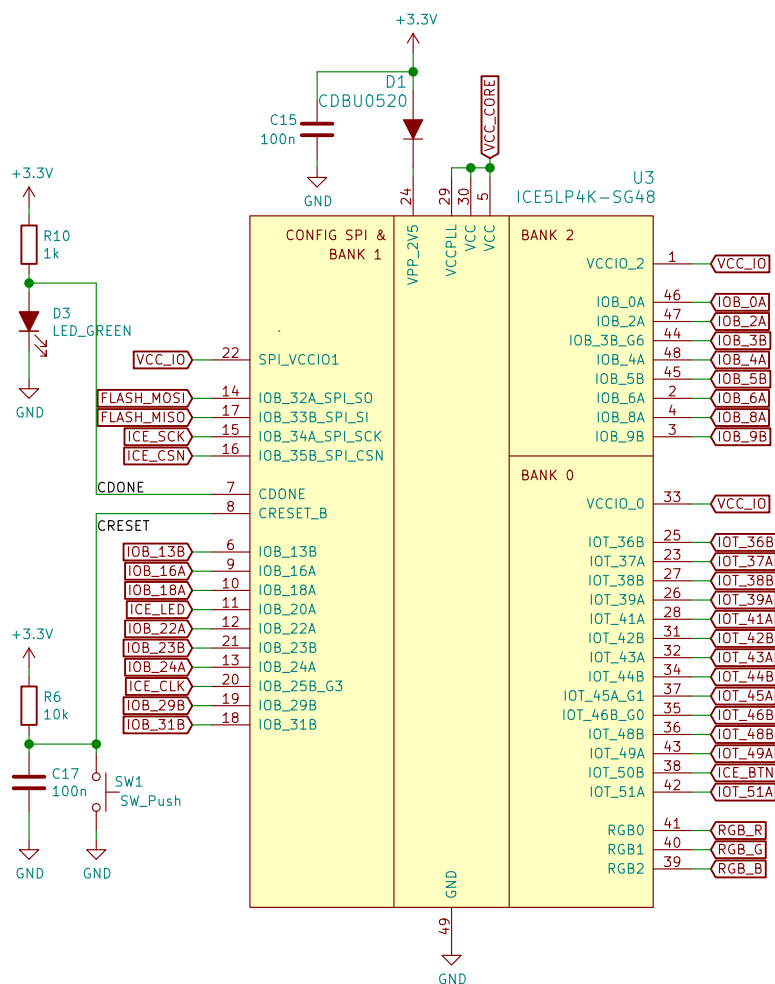 +3.3V
D1
CDBU0520
C15
100n
GND
24
VCC_CORE
29
30
5
U3
ICE5LP4K-SG48
CONFIG SPI &
BANK 1
VPP_2V5
VCCPLL
VCC
VCC
BANK 2
+3.3V
R10
1k
D3
LED_GREEN
GND
VCC_IO 22 SPI_VCCIO1
FLASH_MOSI 14 IOB_32A_SPI_SO
FLASH_MISO 17 IOB_33B_SPI_SI
ICE_SCK 15 IOB_34A_SPI_SCK
ICE_CSN 16 IOB_35B_SPI_CSN
CDONE 7 CDONE
CRESET 8 CRESET_B
IOB_13B 6 IOB_13B
IOB_16A 9 IOB_16A
IOB_18A 10 IOB_18A
ICE_LED 11 IOB_20A
IOB_22A 12 IOB_22A
IOB_23B 21 IOB_23B
IOB_24A 13 IOB_24A
ICE_CLK 20 IOB_25B_G3
IOB_29B 19 IOB_29B
IOB_31B 18 IOB_31B
+3.3V
R6
10k
C17
100n
SW1
SW_Push
GND
GND
VCCIO_2 1 VCC_IO
IOB_0A 46 IOB_0A
IOB_2A 47 IOB_2A
IOB_3B_G6 44 IOB_3B
IOB_4A 48 IOB_4A
IOB_5B 45 IOB_5B
IOB_6A 2 IOB_6A
IOB_8A 4 IOB_8A
IOB_9B 3 IOB_9B
BANK 0
VCCIO_0 33 VCC_IO
IOT_36B 25 IOT_36B
IOT_37A 23 IOT_37A
IOT_38B 27 IOT_38B
IOT_39A 26 IOT_39A
IOT_41A 28 IOT_41A
IOT_42B 31 IOT_42B
IOT_43A 32 IOT_43A
IOT_44B 34 IOT_44B
IOT_45A_G1 37 IOT_45A
IOT_46B_G0 35 IOT_46B
IOT_48B 36 IOT_48B
IOT_49A 43 IOT_49A
IOT_50B 38 ICE_BTN
IOT_51A 42 IOT_51A
RGB0 41 RGB_R
RGB1 40 RGB_G
RGB2 39 RGB_B
GND
49
GND